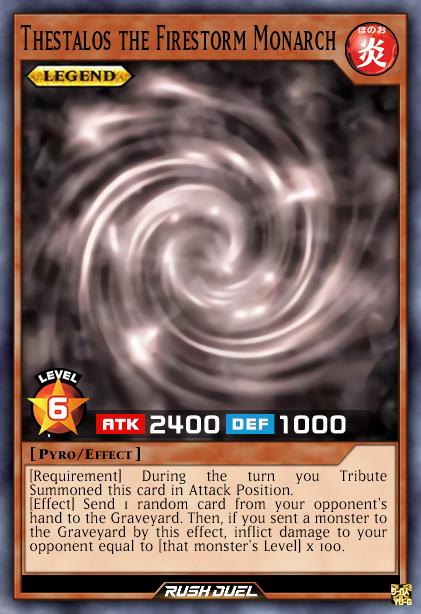 Thestalos the Firestorm Monarch
ほのお
炎
LEGEND
LEVEL
6
ATK 2400 DEF 1000
[Pyro/Effect]
[Requirement] During the turn you Tribute
Summoned this card in Attack Position.
[Effect] Send 1 random card from your opponent's
hand to the Graveyard. Then, if you sent a monster to
the Graveyard by this effect, inflict damage to your
opponent equal to [that monster's Level] x 100.
RUSH DUEL